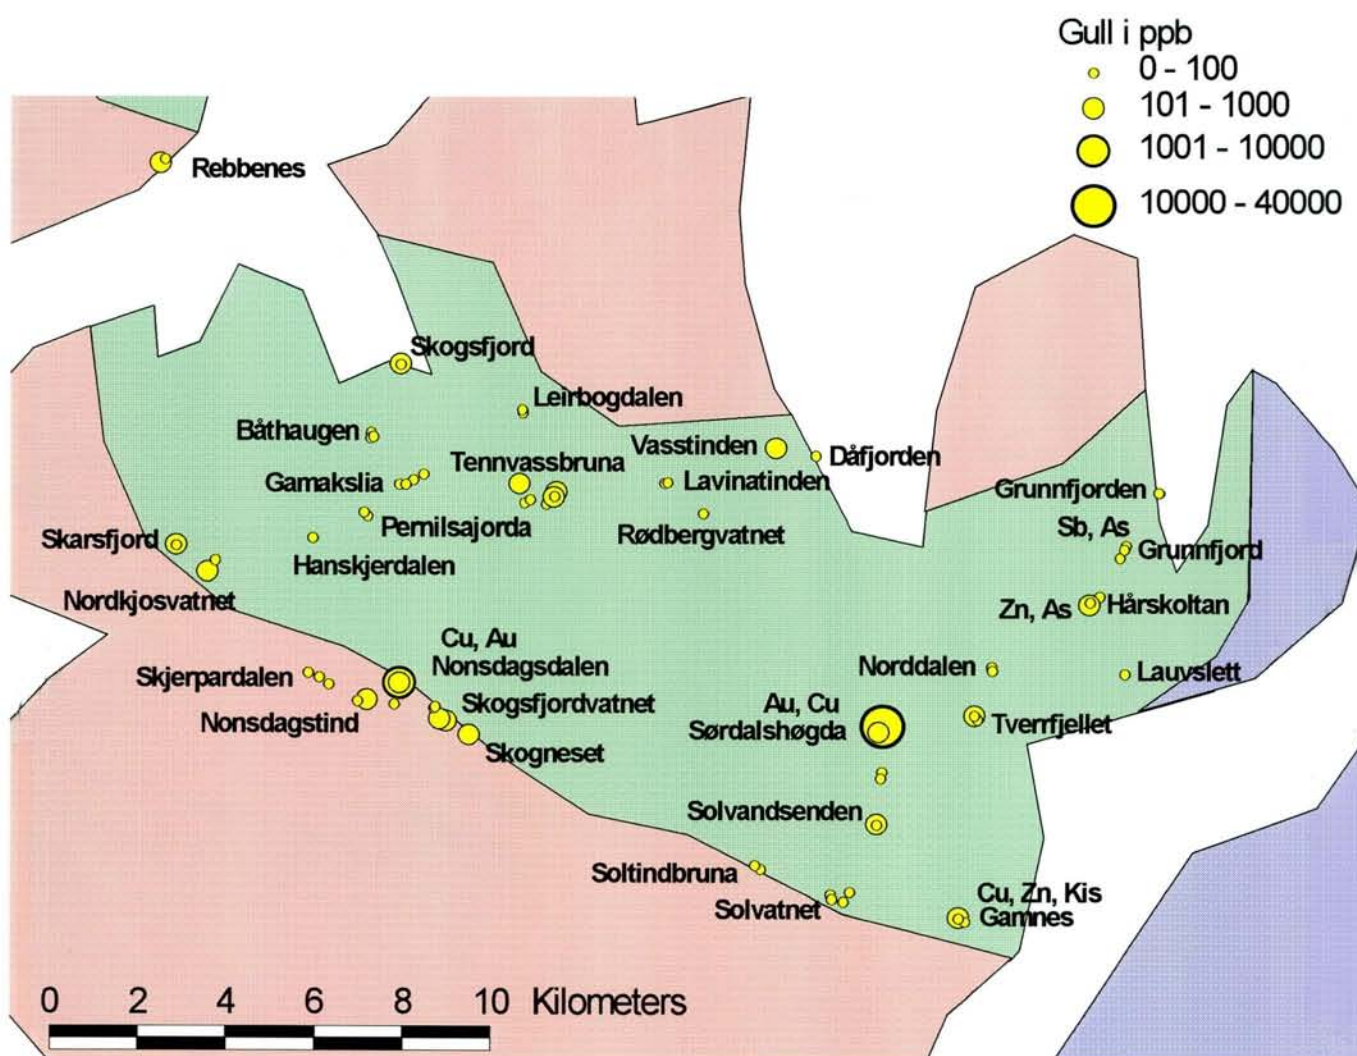 Gull i ppb
0 - 100
101 - 1000
1001 - 10000
10000 - 40000
Rebbenes
Skogsfjord
Leirbogdalen
Båthaugen
Vasstinden
Dåfjorden
Tennvassbruna
Gamakslia
Lavinatinden
Grunnfjorden
Pernilsajorda
Rødbergvatnet
Sb, As
Skarsfjord
Grunnfjord
Hanskjerdalen
Nordkjosvatnet
Zn, As
Hårskoltan
Cu, Au
Nonsdagsdalen
Norddalen
Lauvslett
Skjerpardalen
Skogsfjordvatnet
Au, Cu
Nonsdagstind
Sørdalshøgda
Tverrfjellet
Skogneset
Solvandsenden
Soltindbruna
Cu, Zn, Kis
Solvatnet
Gamnes
0 2 4 6 8 10 Kilometers